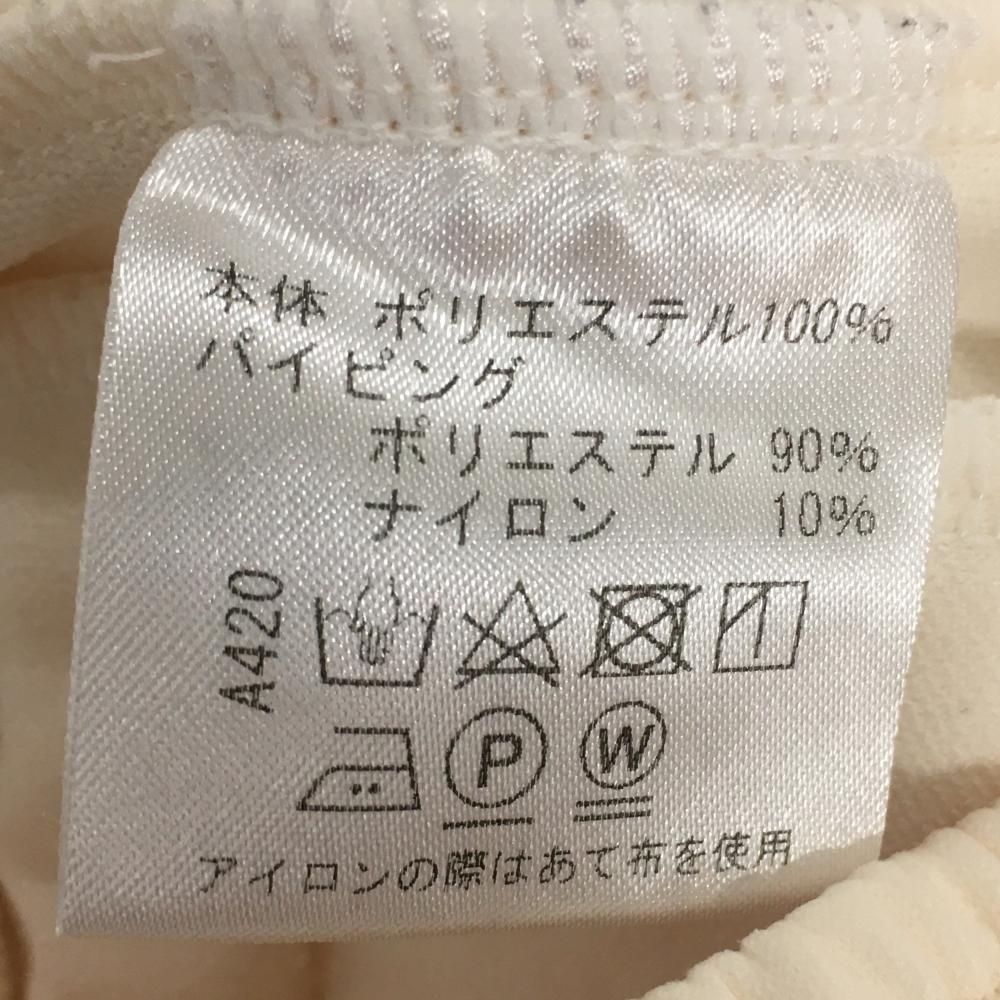 本体 ポリエステル100%
パイピング
ポリエステル 90%
ナイロン 10%
A420
P W
アイロンの際はあて布を使用